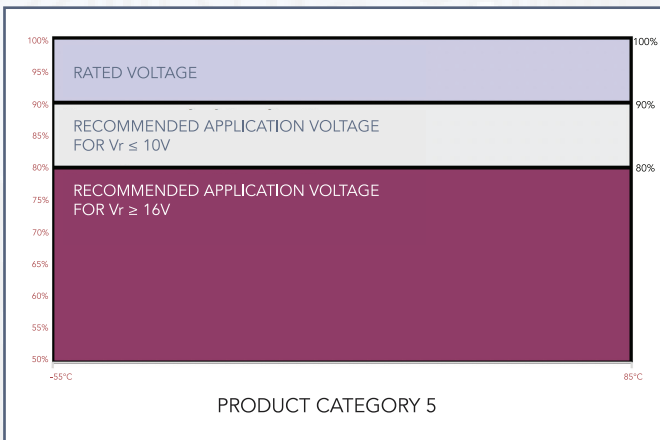 100%
100%
95%
RATED VOLTAGE
90%
90%
RECOMMENDED APPLICATION VOLTAGE
85%
FOR Vr ≤ 10V
80%
80%
RECOMMENDED APPLICATION VOLTAGE
75%
FOR Vr ≥ 16V
70%
65%
60%
55%
50%
-55°C
85°C
PRODUCT CATEGORY 5